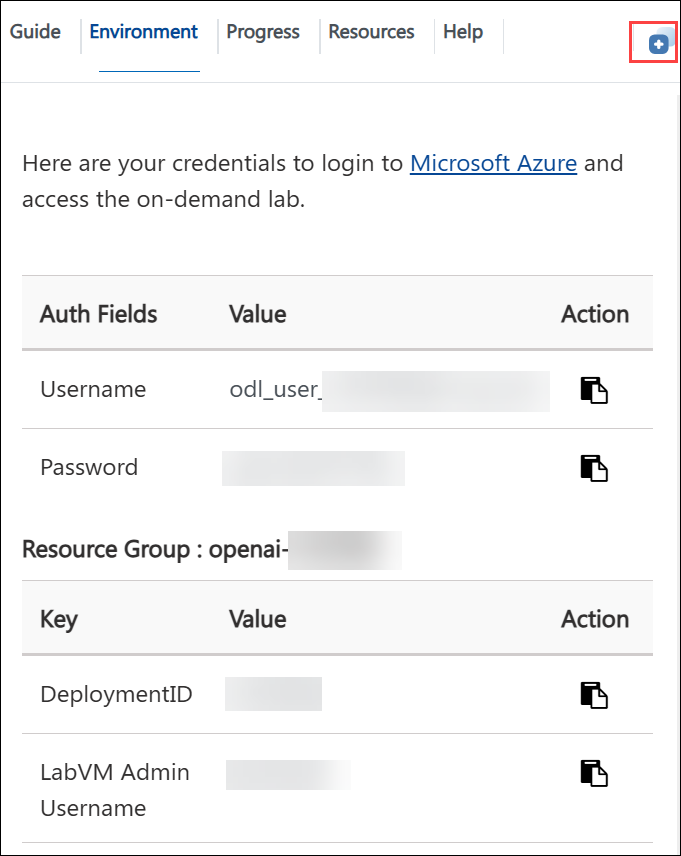 Guide Environment Progress Resources Help
Here are your credentials to login to Microsoft Azure and
access the on-demand lab.
Auth Fields Value Action
Username odl_user_
Password
Resource Group : openai-
Key Value Action
DeploymentID
LabVM Admin
Username